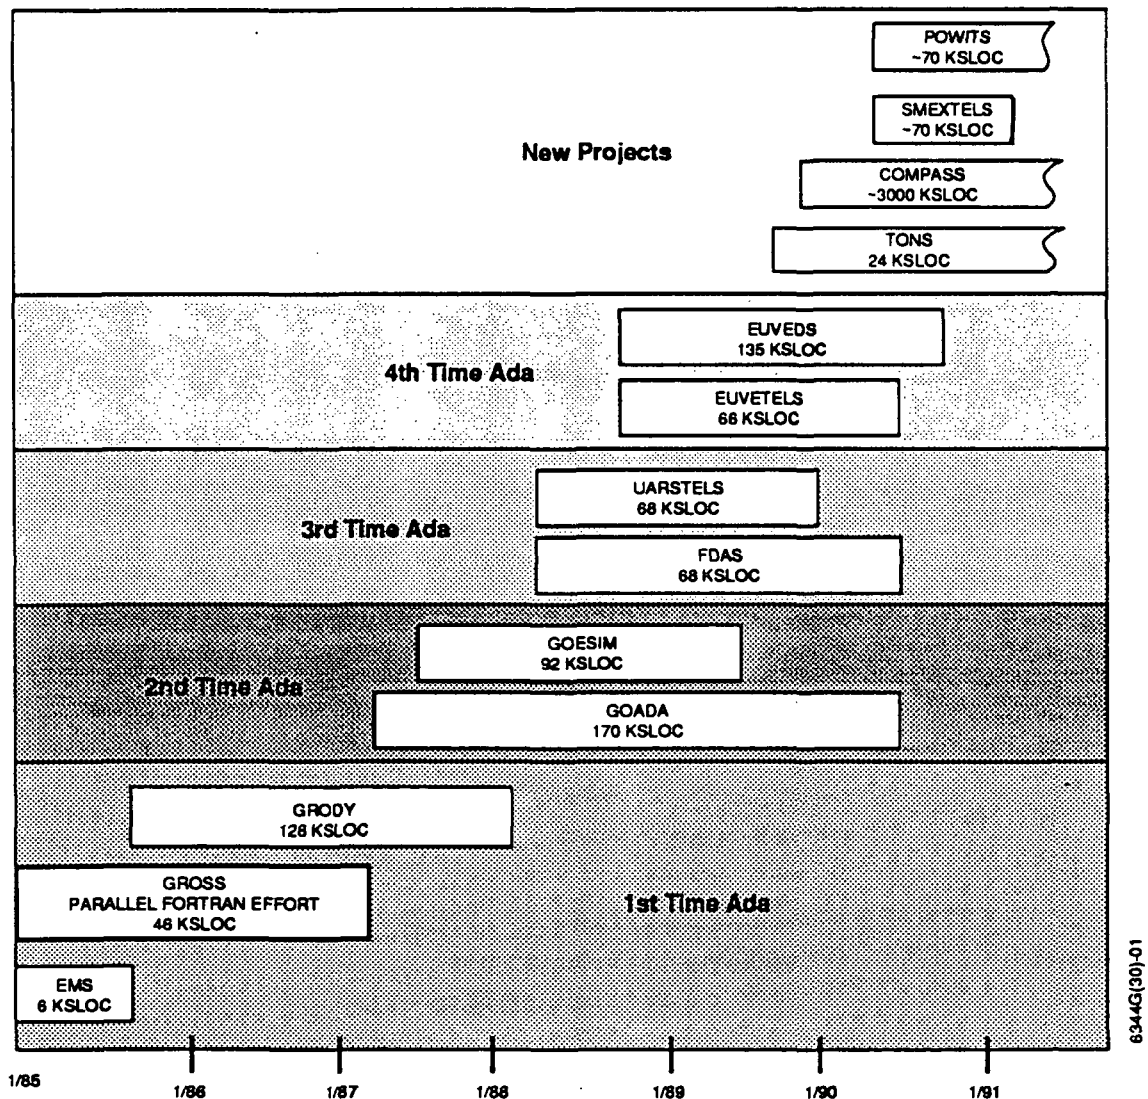 POWITS
~70 KSLOC
SMEXTELS
~70 KSLOC
New Projects
COMPASS
~3000 KSLOC
TONS
24 KSLOC
EUVEDS
135 KSLOC
4th Time Ada
EUVETELS
66 KSLOC
UARSTELS
68 KSLOC
3rd Time Ada
FDAS
68 KSLOC
GOESIM
92 KSLOC
2nd Time Ada
GOADA
170 KSLOC
GRODY
128 KSLOC
GROSS
PARALLEL FORTRAN EFFORT
46 KSLOC
1st Time Ada
EMS
6 KSLOC
6344G(30)-01
1/85
1/86
1/87
1/88
1/89
1/90
1/91